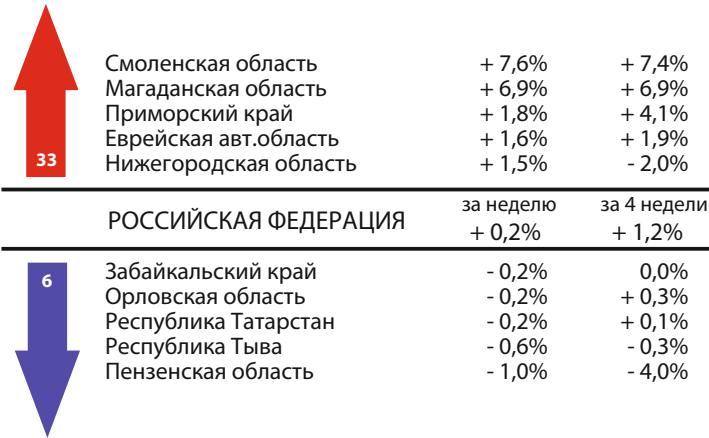 Смоленская область + 7,6% + 7,4%
Магаданская область + 6,9% + 6,9%
Приморский край + 1,8% + 4,1%
Еврейская авт.область + 1,6% + 1,9%
33 Нижегородская область + 1,5% - 2,0%
за неделю за 4 недели
РОССИЙСКАЯ ФЕДЕРАЦИЯ + 0,2% + 1,2%
6 Забайкальский край - 0,2% 0,0%
Орловская область - 0,2% + 0,3%
Республика Татарстан - 0,2% + 0,1%
Республика Тыва - 0,6% - 0,3%
Пензенская область - 1,0% - 4,0%